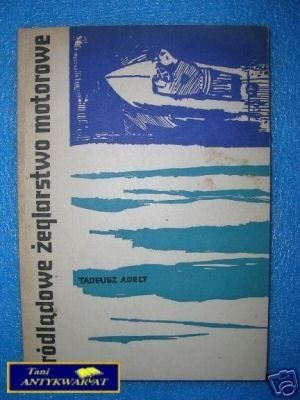 ródlądowe żeglarstwo motorowe
TADEUSZ ADELT
Tani
ANTYKWARIAT